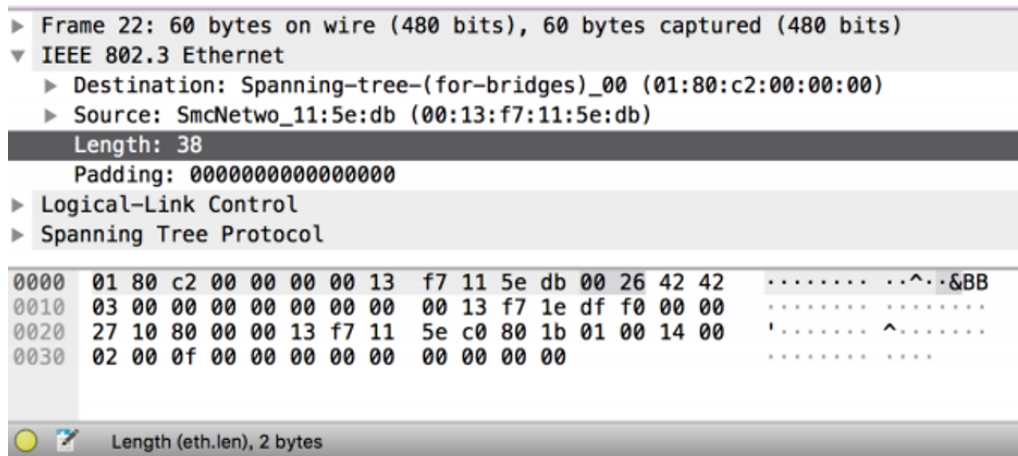 Frame 22: 60 bytes on wire (480 bits), 60 bytes captured (480 bits)
IEEE 802.3 Ethernet
Destination: Spanning-tree-(for-bridges)_00 (01:80:c2:00:00:00)
Source: SmcNetwo_11:5e:db (00:13:f7:11:5e:db)
Length: 38
Padding: 0000000000000000
Logical-Link Control
Spanning Tree Protocol
0000 01 80 c2 00 00 00 00 13 f7 11 5e db 00 26 42 42 ........ ..^..&BB
0010 03 00 00 00 00 00 00 00 00 13 f7 1e df f0 00 00 ........ ........
0020 27 10 80 00 00 13 f7 11 5e c0 80 1b 01 00 14 00 '....... ^.......
0030 02 00 0f 00 00 00 00 00 00 00 00 00 ........ ....
Length (eth.len), 2 bytes